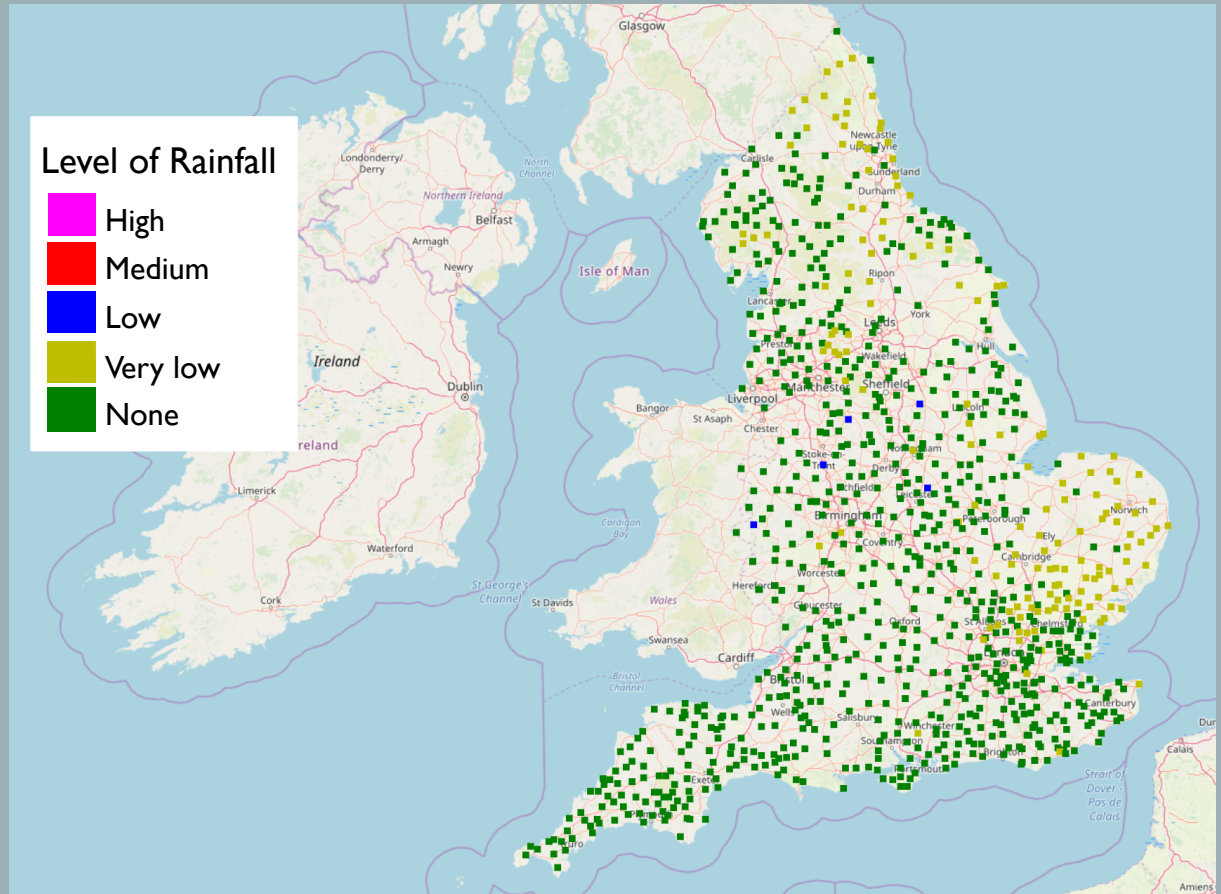 Level of Rainfall
High
Medium
Low
Very low
None
Glasgow
Londonderry/
Derry
North
Channel
Northern Ireland
Belfast
Armagh
Newry
Isle of Man
Ireland
Dublin
reland
Limerick
Waterford
Cork
St George's
Channel
Cardigan
Bay
Bristol
Channel
Carlisle
Newcastle
upon Tyne
Sunderland
Durham
Ripon
Lancaster
York
Leeds
Preston
Hull
Wakefield
Manchester
Sheffield
Liverpool
Bangor
St Asaph
Chester
Lincoln
Stoke-on-
Trent
Nottingham
Derby
Lichfield
Leicester
Birmingham
Peterborough
Norwich
Coventry
Ely
Cambridge
Worcester
Hereford
Wales
St Davids
Gloucester
Oxford
St Albans
Chelmsford
Swansea
Cardiff
London
Bristol
Wells
Salisbury
Winchester
Canterbury
Southampton
Brighton
Portsmouth
Exeter
Plymouth
Truro
Strait of
Dover -
Pas de
Calais
Calais
Dun
Amiens